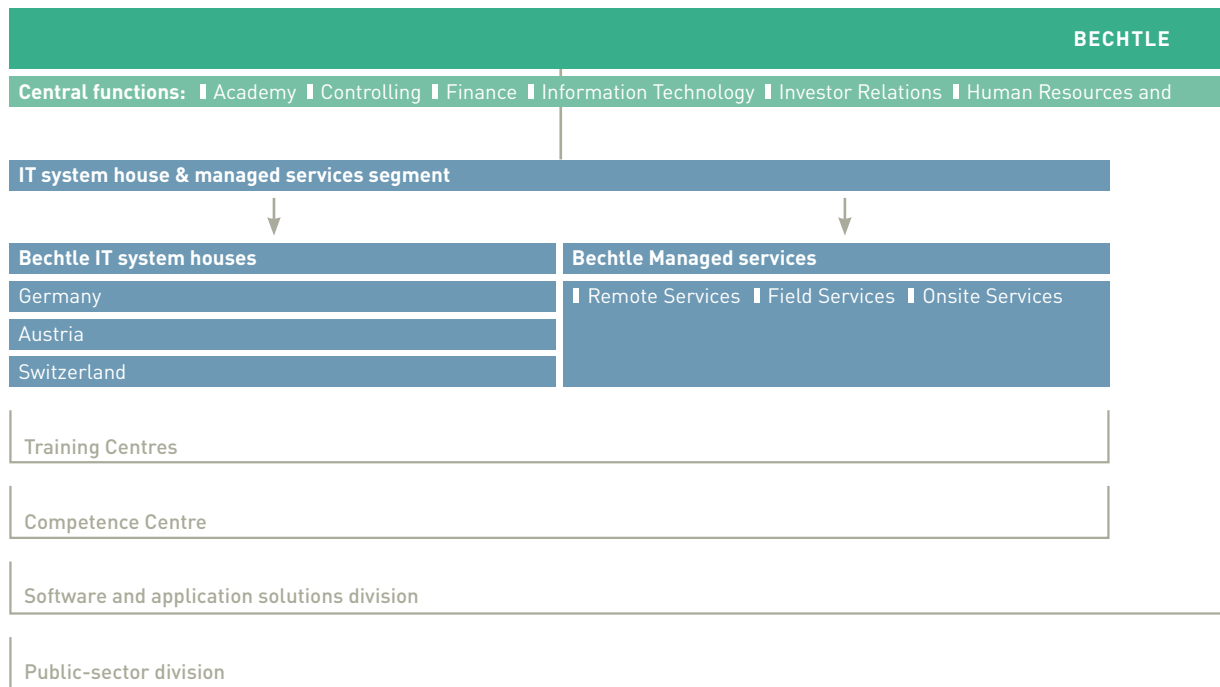 BECHTLE
Central functions: Academy Controlling Finance Information Technology Investor Relations Human Resources and
IT system house & managed services segment
Bechtle IT system houses
Bechtle Managed services
Germany
Remote Services Field Services Onsite Services
Austria
Switzerland
Training Centres
Competence Centre
Software and application solutions division
Public-sector division